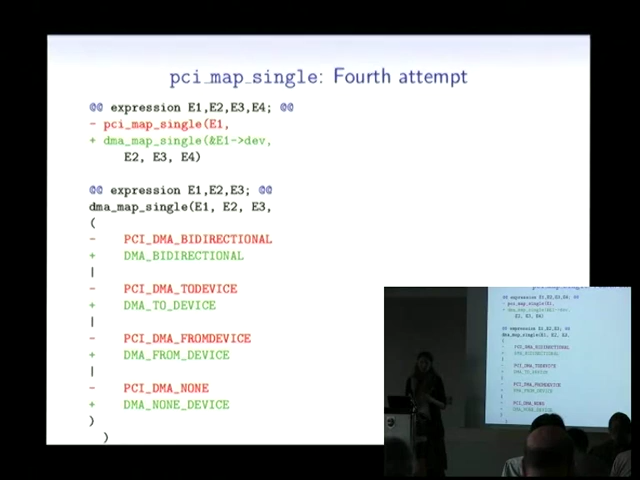 pci_map_single: Fourth attempt
@@ expression E1,E2,E3,E4; @@
- pci_map_single(E1,
+ dma_map_single(&E1->dev,
E2, E3, E4)
@@ expression E1,E2,E3; @@
dma_map_single(E1, E2, E3,
(
- PCI_DMA_BIDIRECTIONAL
+ DMA_BIDIRECTIONAL
|
- PCI_DMA_TODEVICE
+ DMA_TO_DEVICE
|
- PCI_DMA_FROMDEVICE
+ DMA_FROM_DEVICE
|
- PCI_DMA_NONE
+ DMA_NONE_DEVICE
)
)